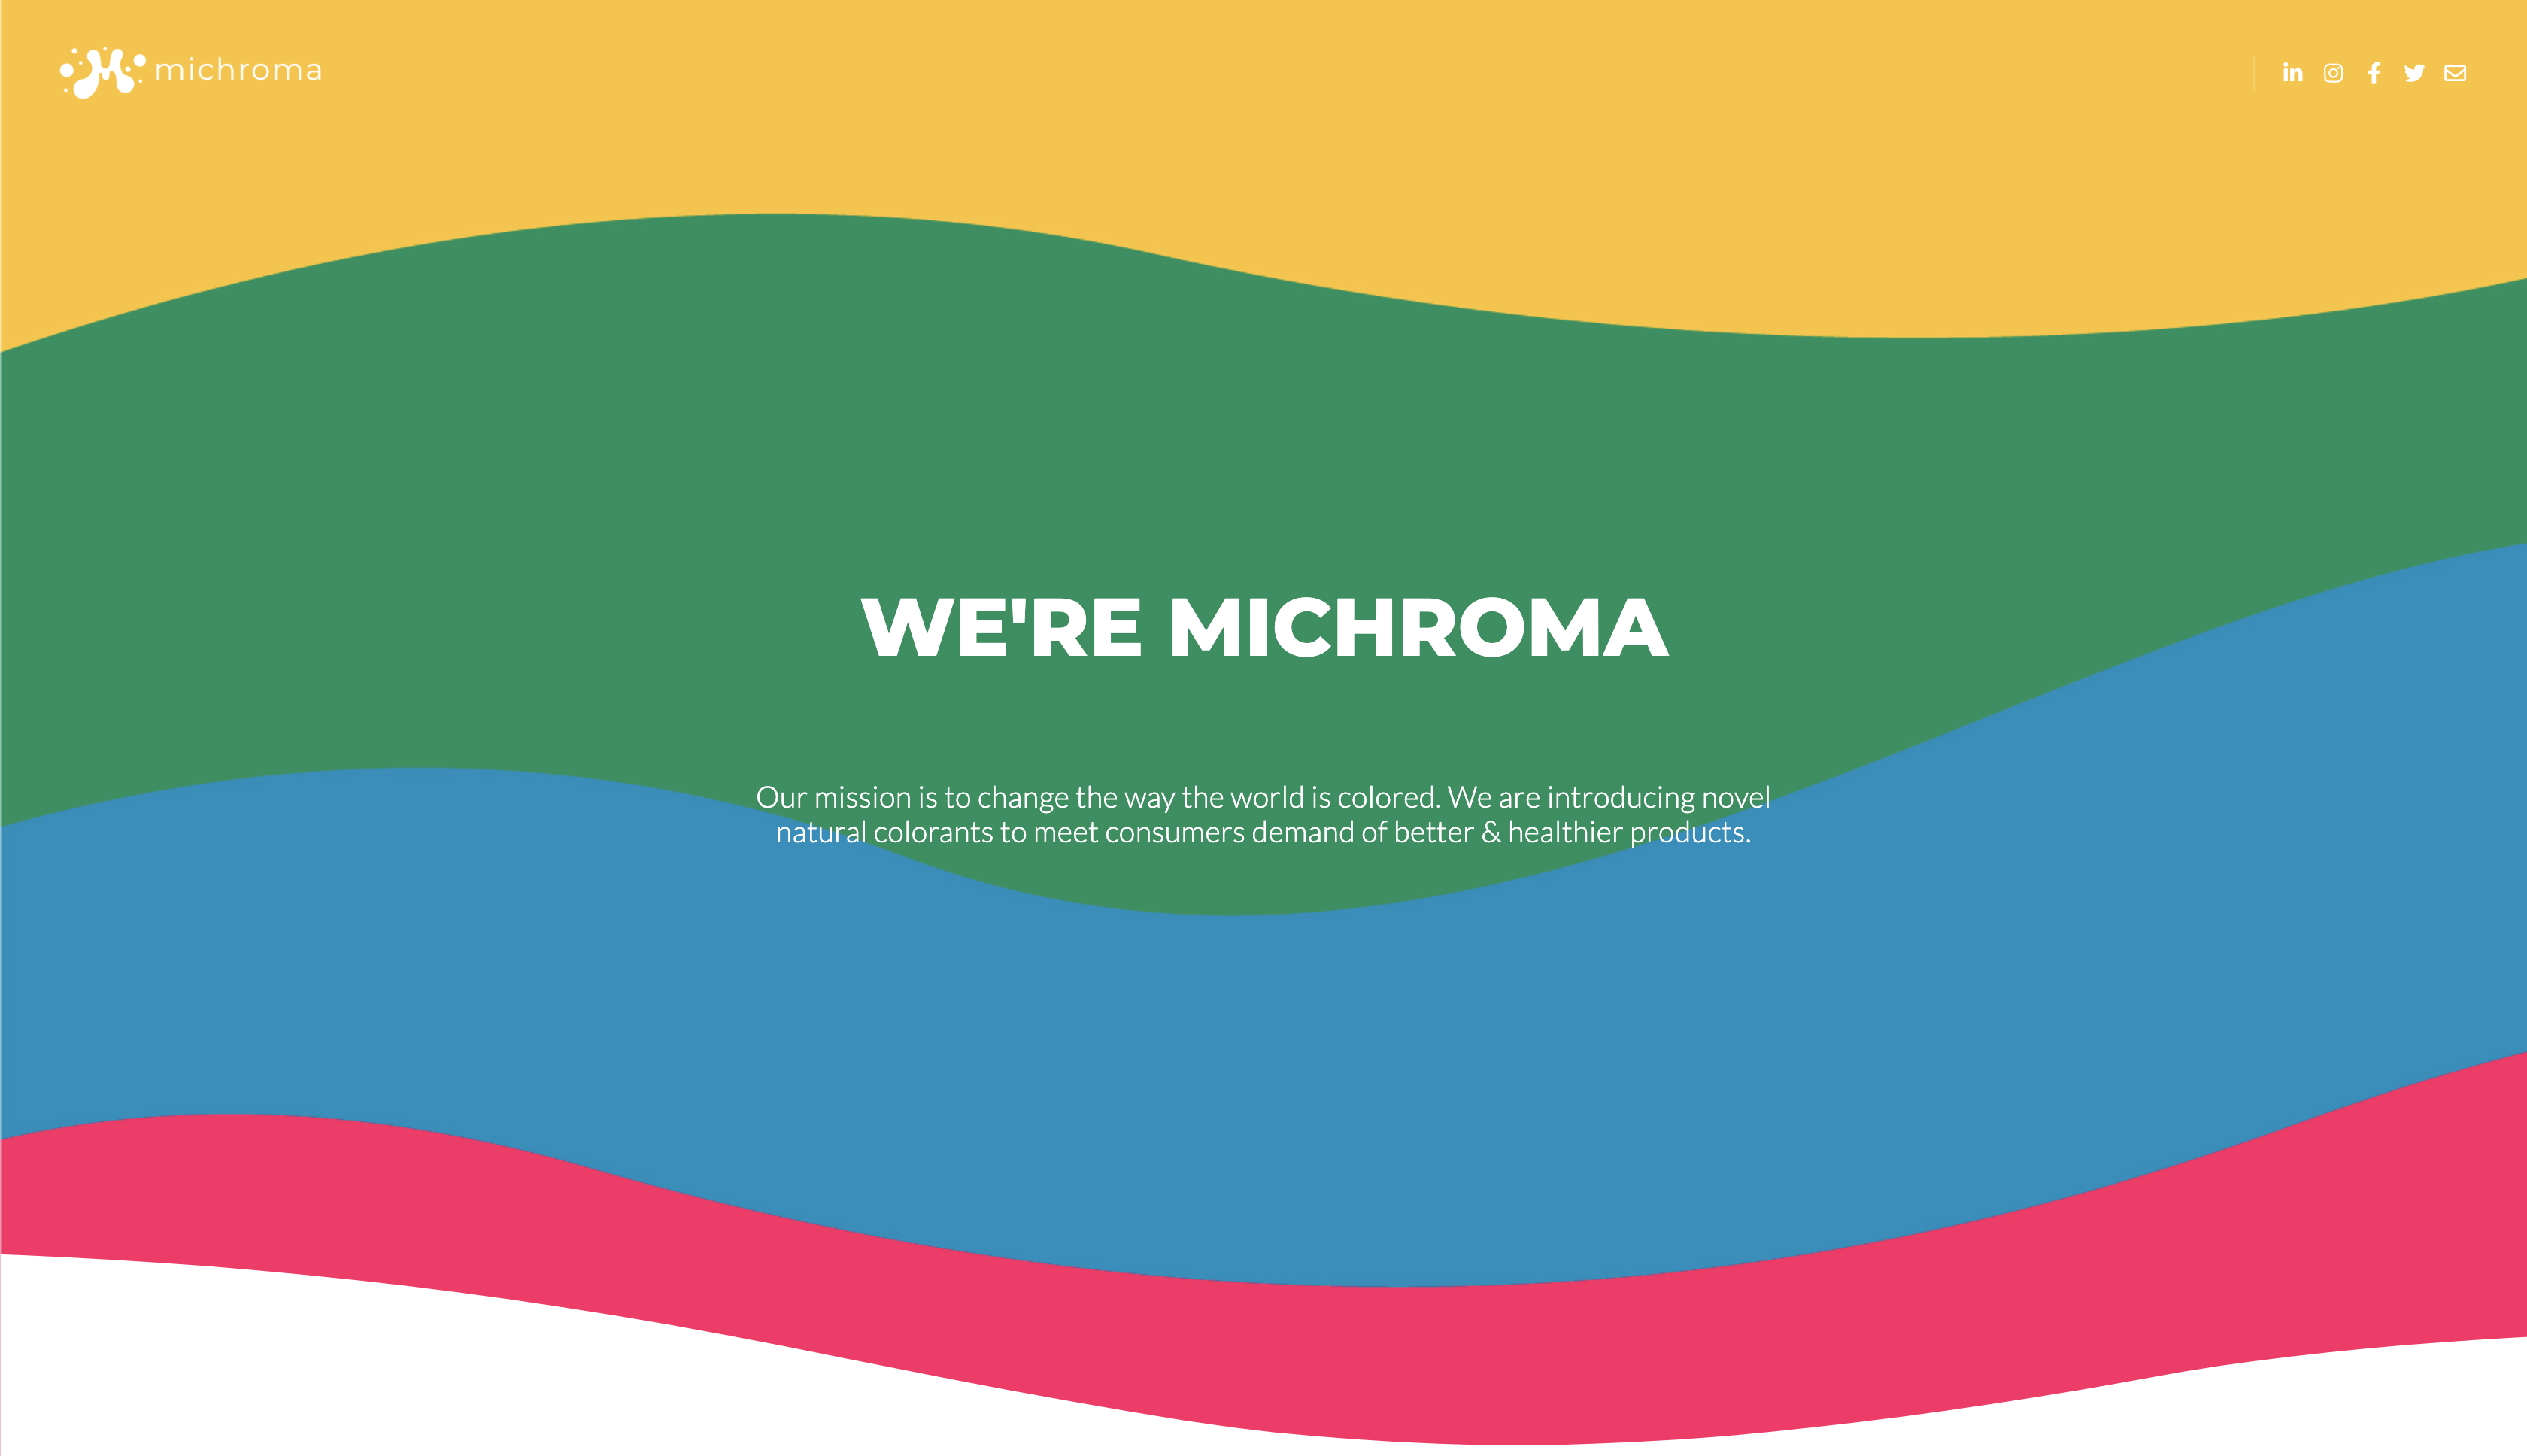 michroma
WE'RE MICHROMA
Our mission is to change the way the world is colored. We are introducing novel
natural colorants to meet consumers demand of better & healthier products.